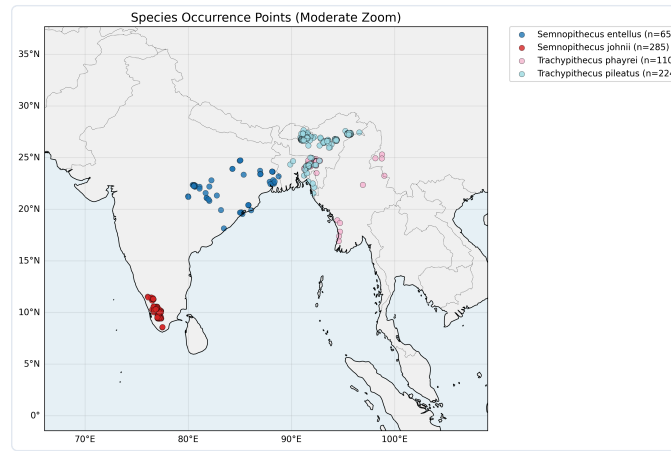 Species Occurrence Points (Moderate Zoom)
Semnopithecus entellus (n=65
Semnopithecus johnii (n=285)
Trachypithecus phayrei (n=110
Trachypithecus pileatus (n=224
35°N
30°N
25°N
20°N
15°N
10°N
5°N
0°
70°E
80°E
90°E
100°E